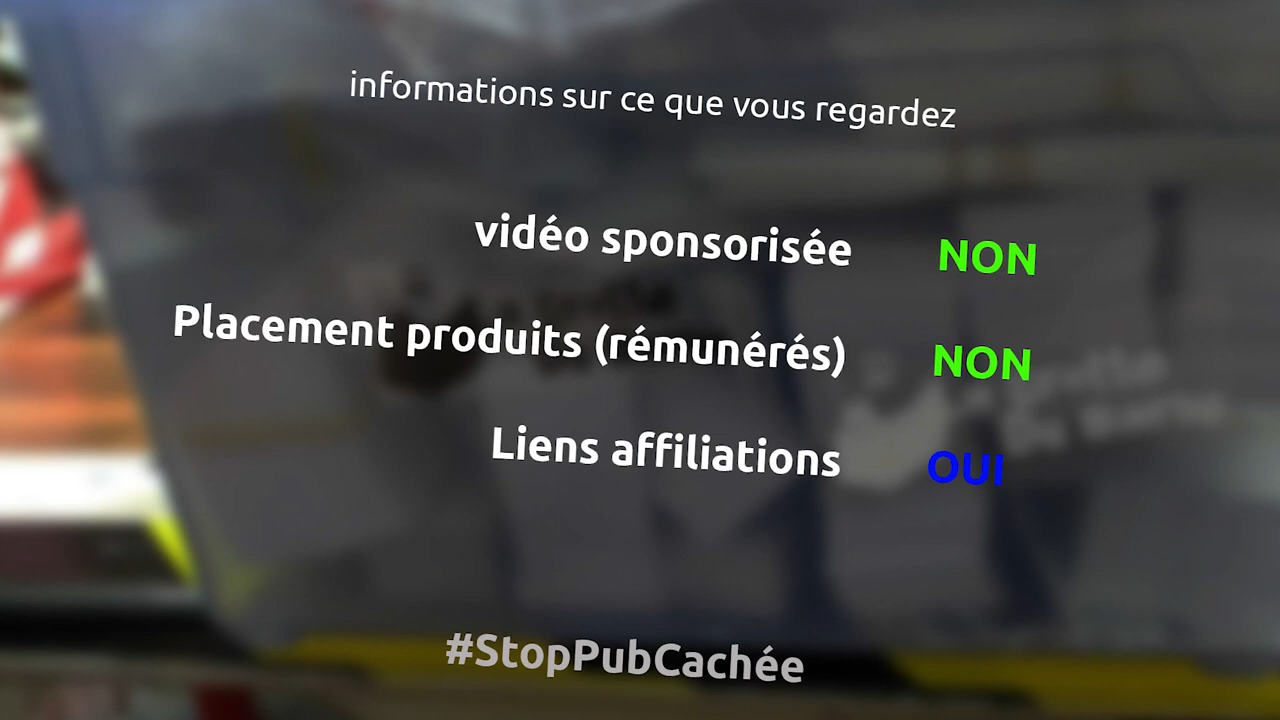 informations sur ce que vous regardez
vidéo sponsorisée NON
Placement produits (rémunérés) NON
Liens affiliations OUI
#StopPubCachée